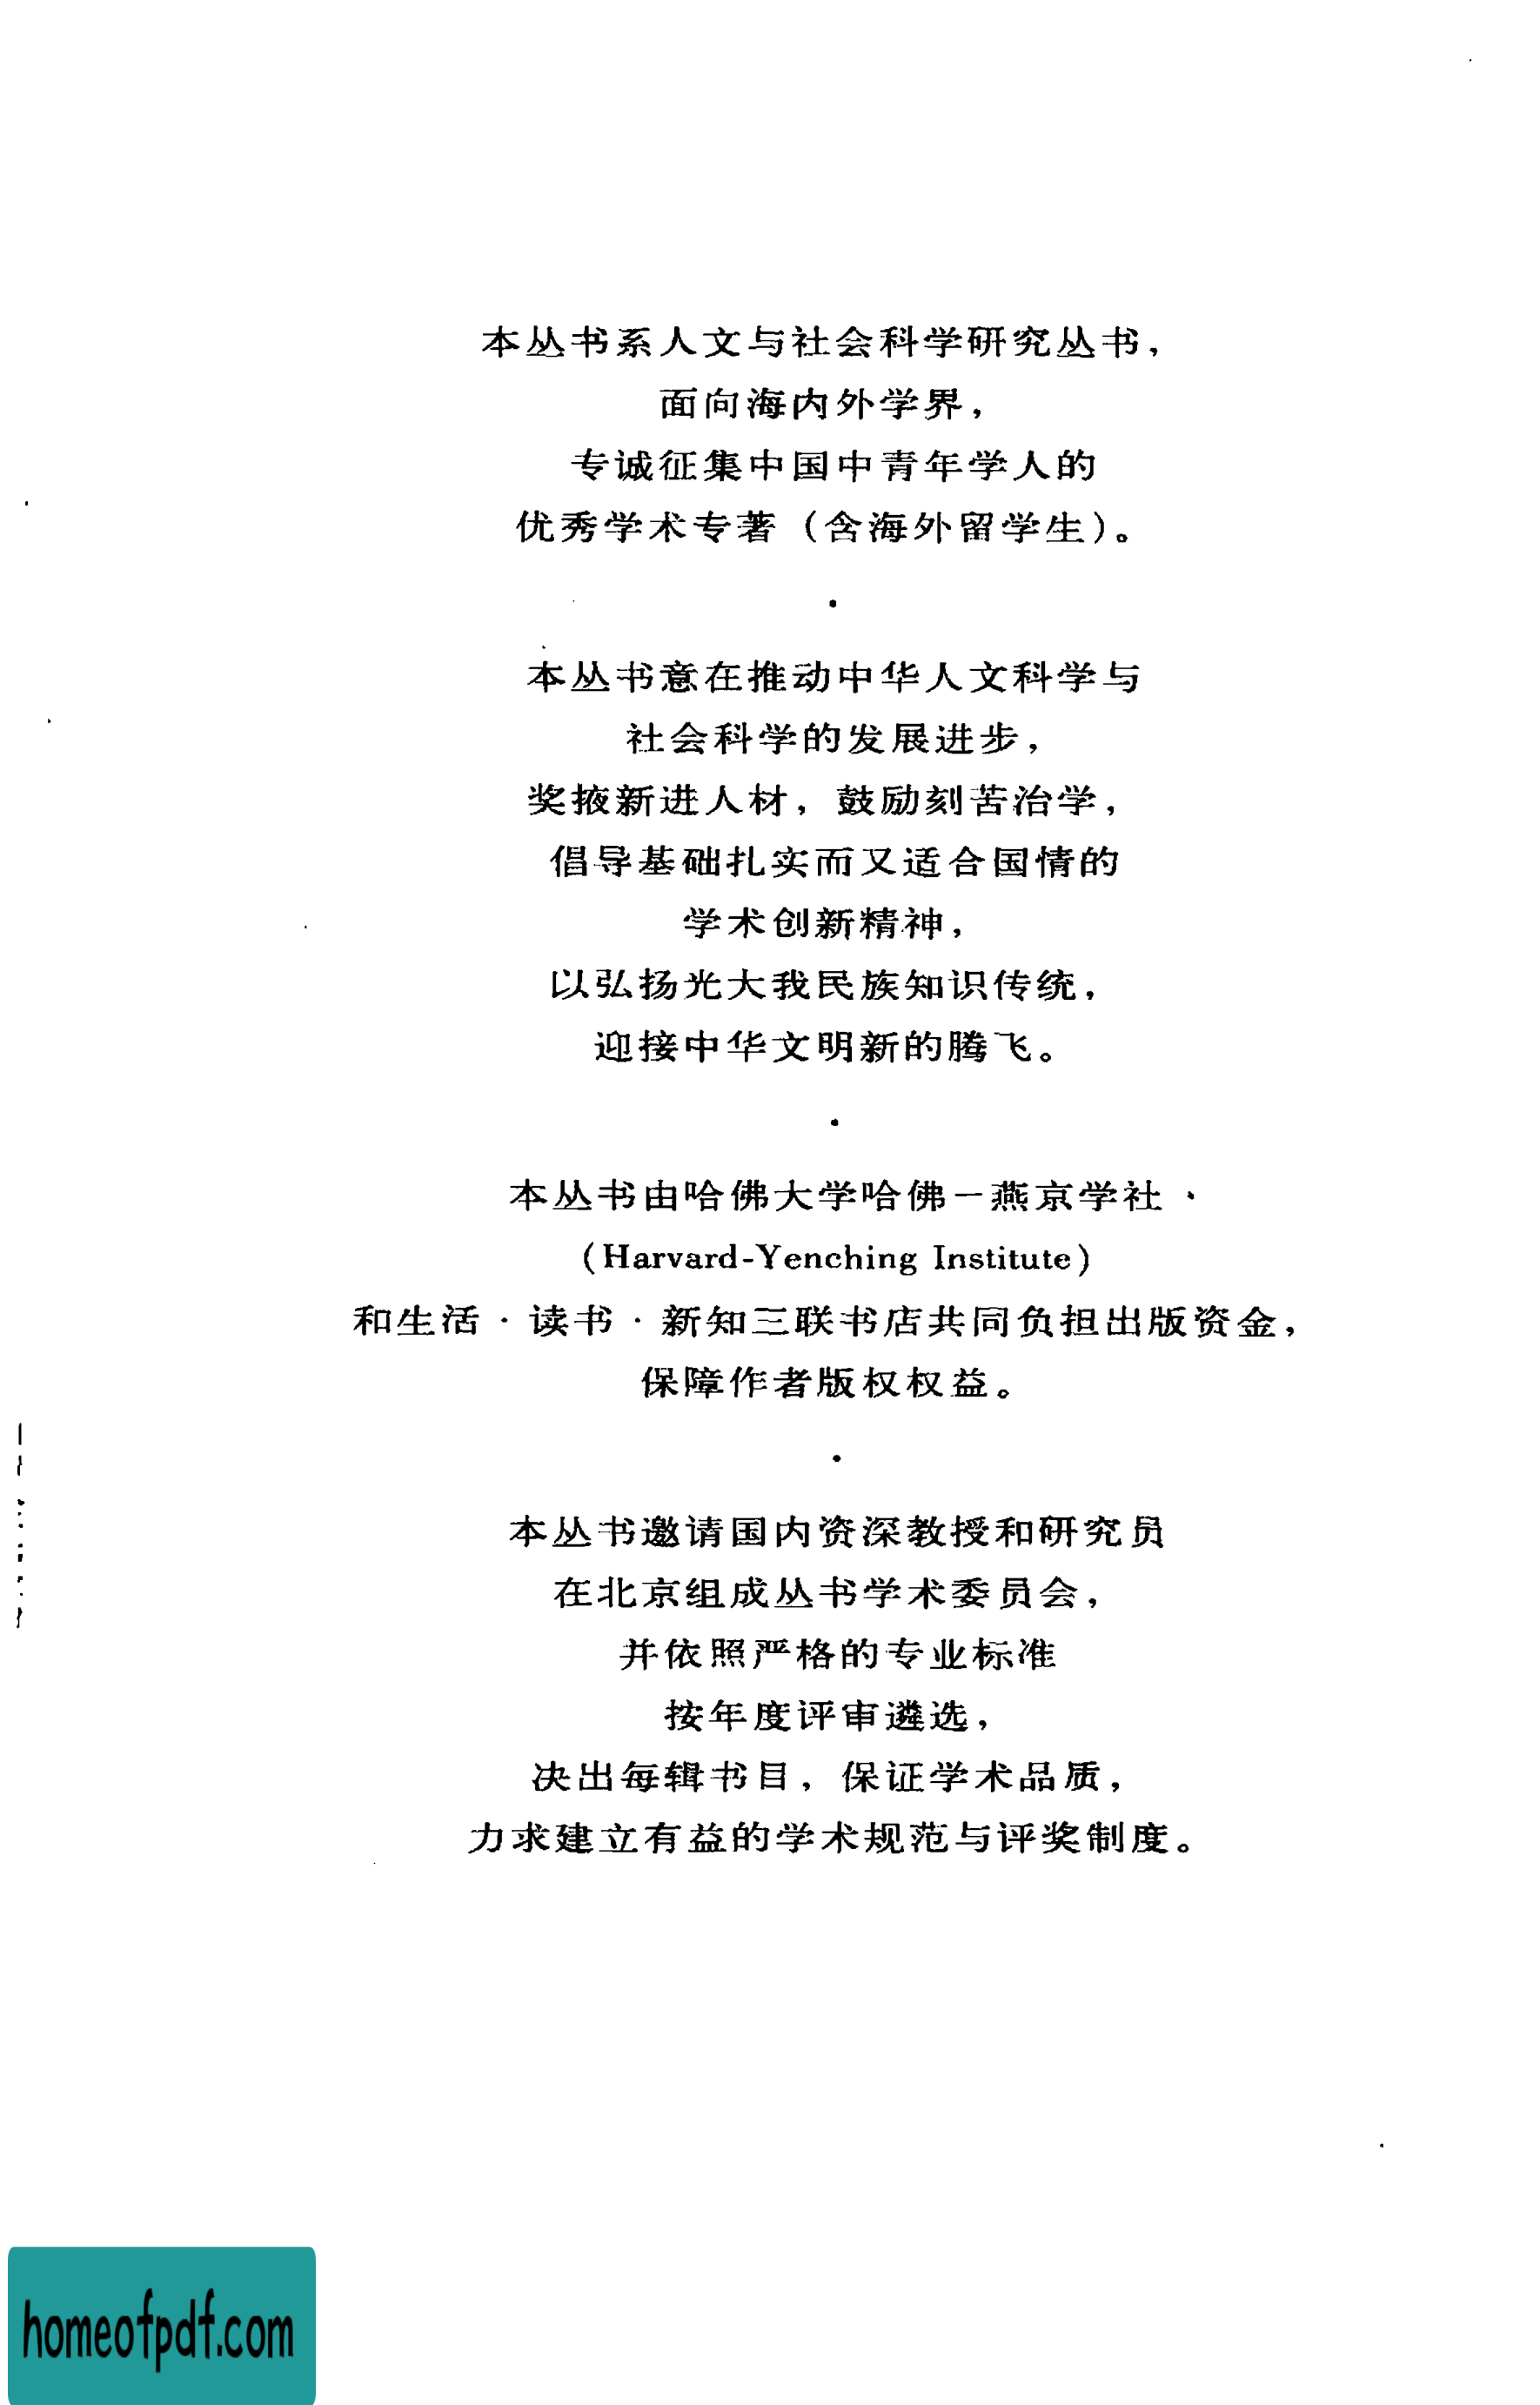 本丛书系人文与社会科学研究丛书，
面向海内外学界，
专诚征集中国中青年学人的
优秀学术专著（含海外留学生）。
·
本丛书意在推动中华人文科学与
社会科学的发展进步，
奖掖新进人材，鼓励刻苦治学，
倡导基础扎实而又适合国情的
学术创新精神，
以弘扬光大我民族知识传统，
迎接中华文明新的腾飞。
·
本丛书由哈佛大学哈佛－燕京学社
（Harvard-Yenching Institute）
和生活·读书·新知三联书店共同负担出版资金，
保障作者版权权益。
·
本丛书邀请国内资深教授和研究员
在北京组成丛书学术委员会，
并依照严格的专业标准
按年度评审遴选，
决出每辑书目，保证学术品质，
力求建立有益的学术规范与评奖制度。
homeofpdf.com